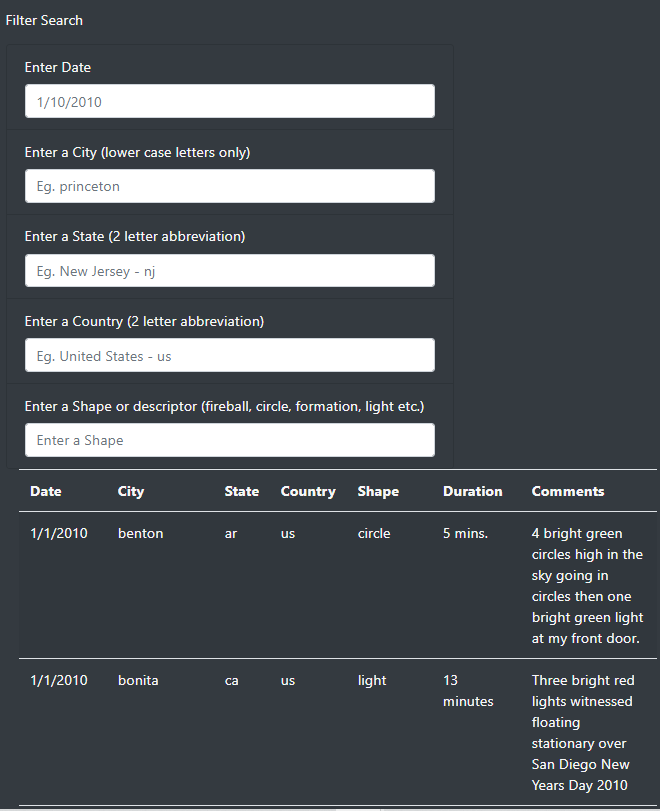 Filter Search
Enter Date
1/10/2010
Enter a City (lower case letters only)
Eg. princeton
Enter a State (2 letter abbreviation)
Eg. New Jersey - nj
Enter a Country (2 letter abbreviation)
Eg. United States - us
Enter a Shape or descriptor (fireball, circle, formation, light etc.)
Enter a Shape
Date City State Country Shape Duration Comments
1/1/2010 benton ar us circle 5 mins. 4 bright green
circles high in the
sky going in
circles then one
bright green light
at my front door.
1/1/2010 bonita ca us light 13 Three bright red
minutes lights witnessed
floating
stationary over
San Diego New
Years Day 2010